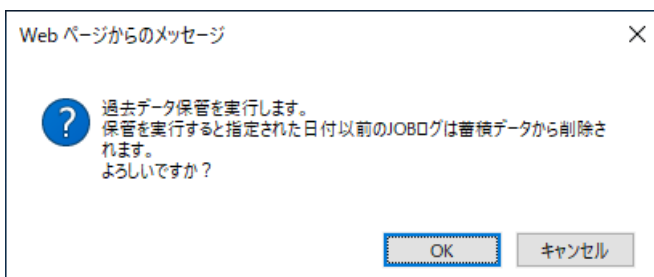 Web ページからのメッセージ
過去データ保管を実行します。
保管を実行すると指定された日付以前のJOBログは蓄積データから削除さ
れます。
よろしいですか？
OK
キャンセル